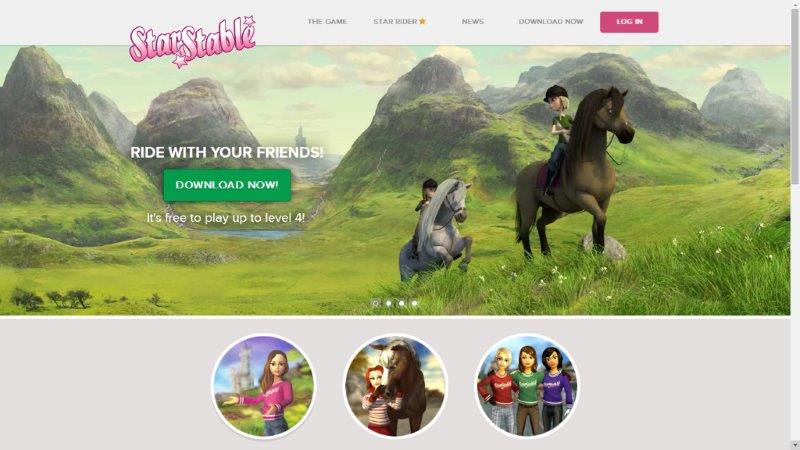 StarStable
THE GAME
STAR RIDER
NEWS
DOWNLOAD NOW
LOG IN
RIDE WITH YOUR FRIENDS!
DOWNLOAD NOW!
It's free to play up to level 4!